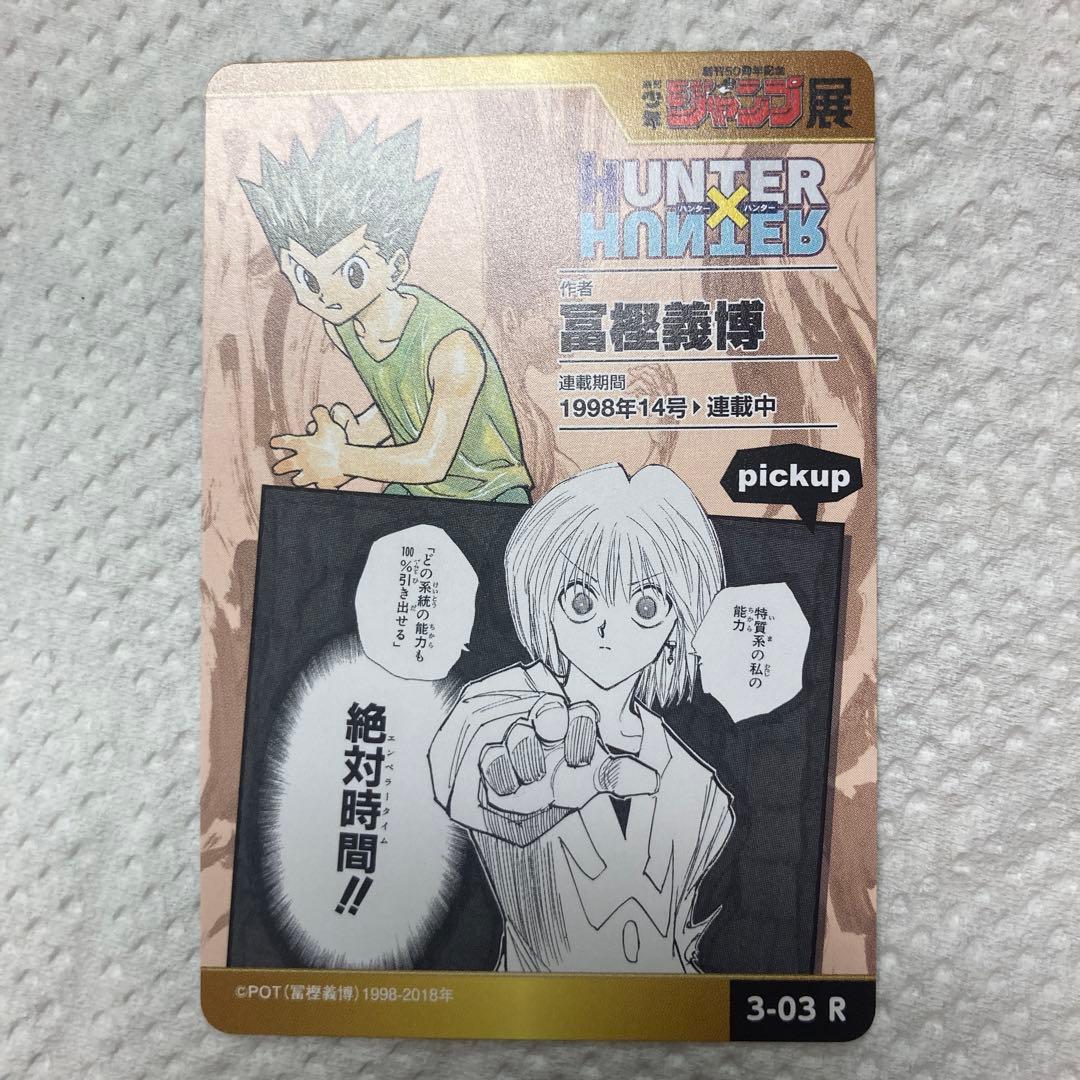 創刊50周年記念
週刊少年ジャンプ展
HUNTER
ハンター×ハンター
HUNTER
作者
冨樫義博
連載期間
1998年14号▶連載中
pickup
特質系の私の
能力
「どの系統の能力も
100%引き出せる」
絶対時間!!
エンペラータイム
©POT(冨樫義博)1998-2018年
3-03 R